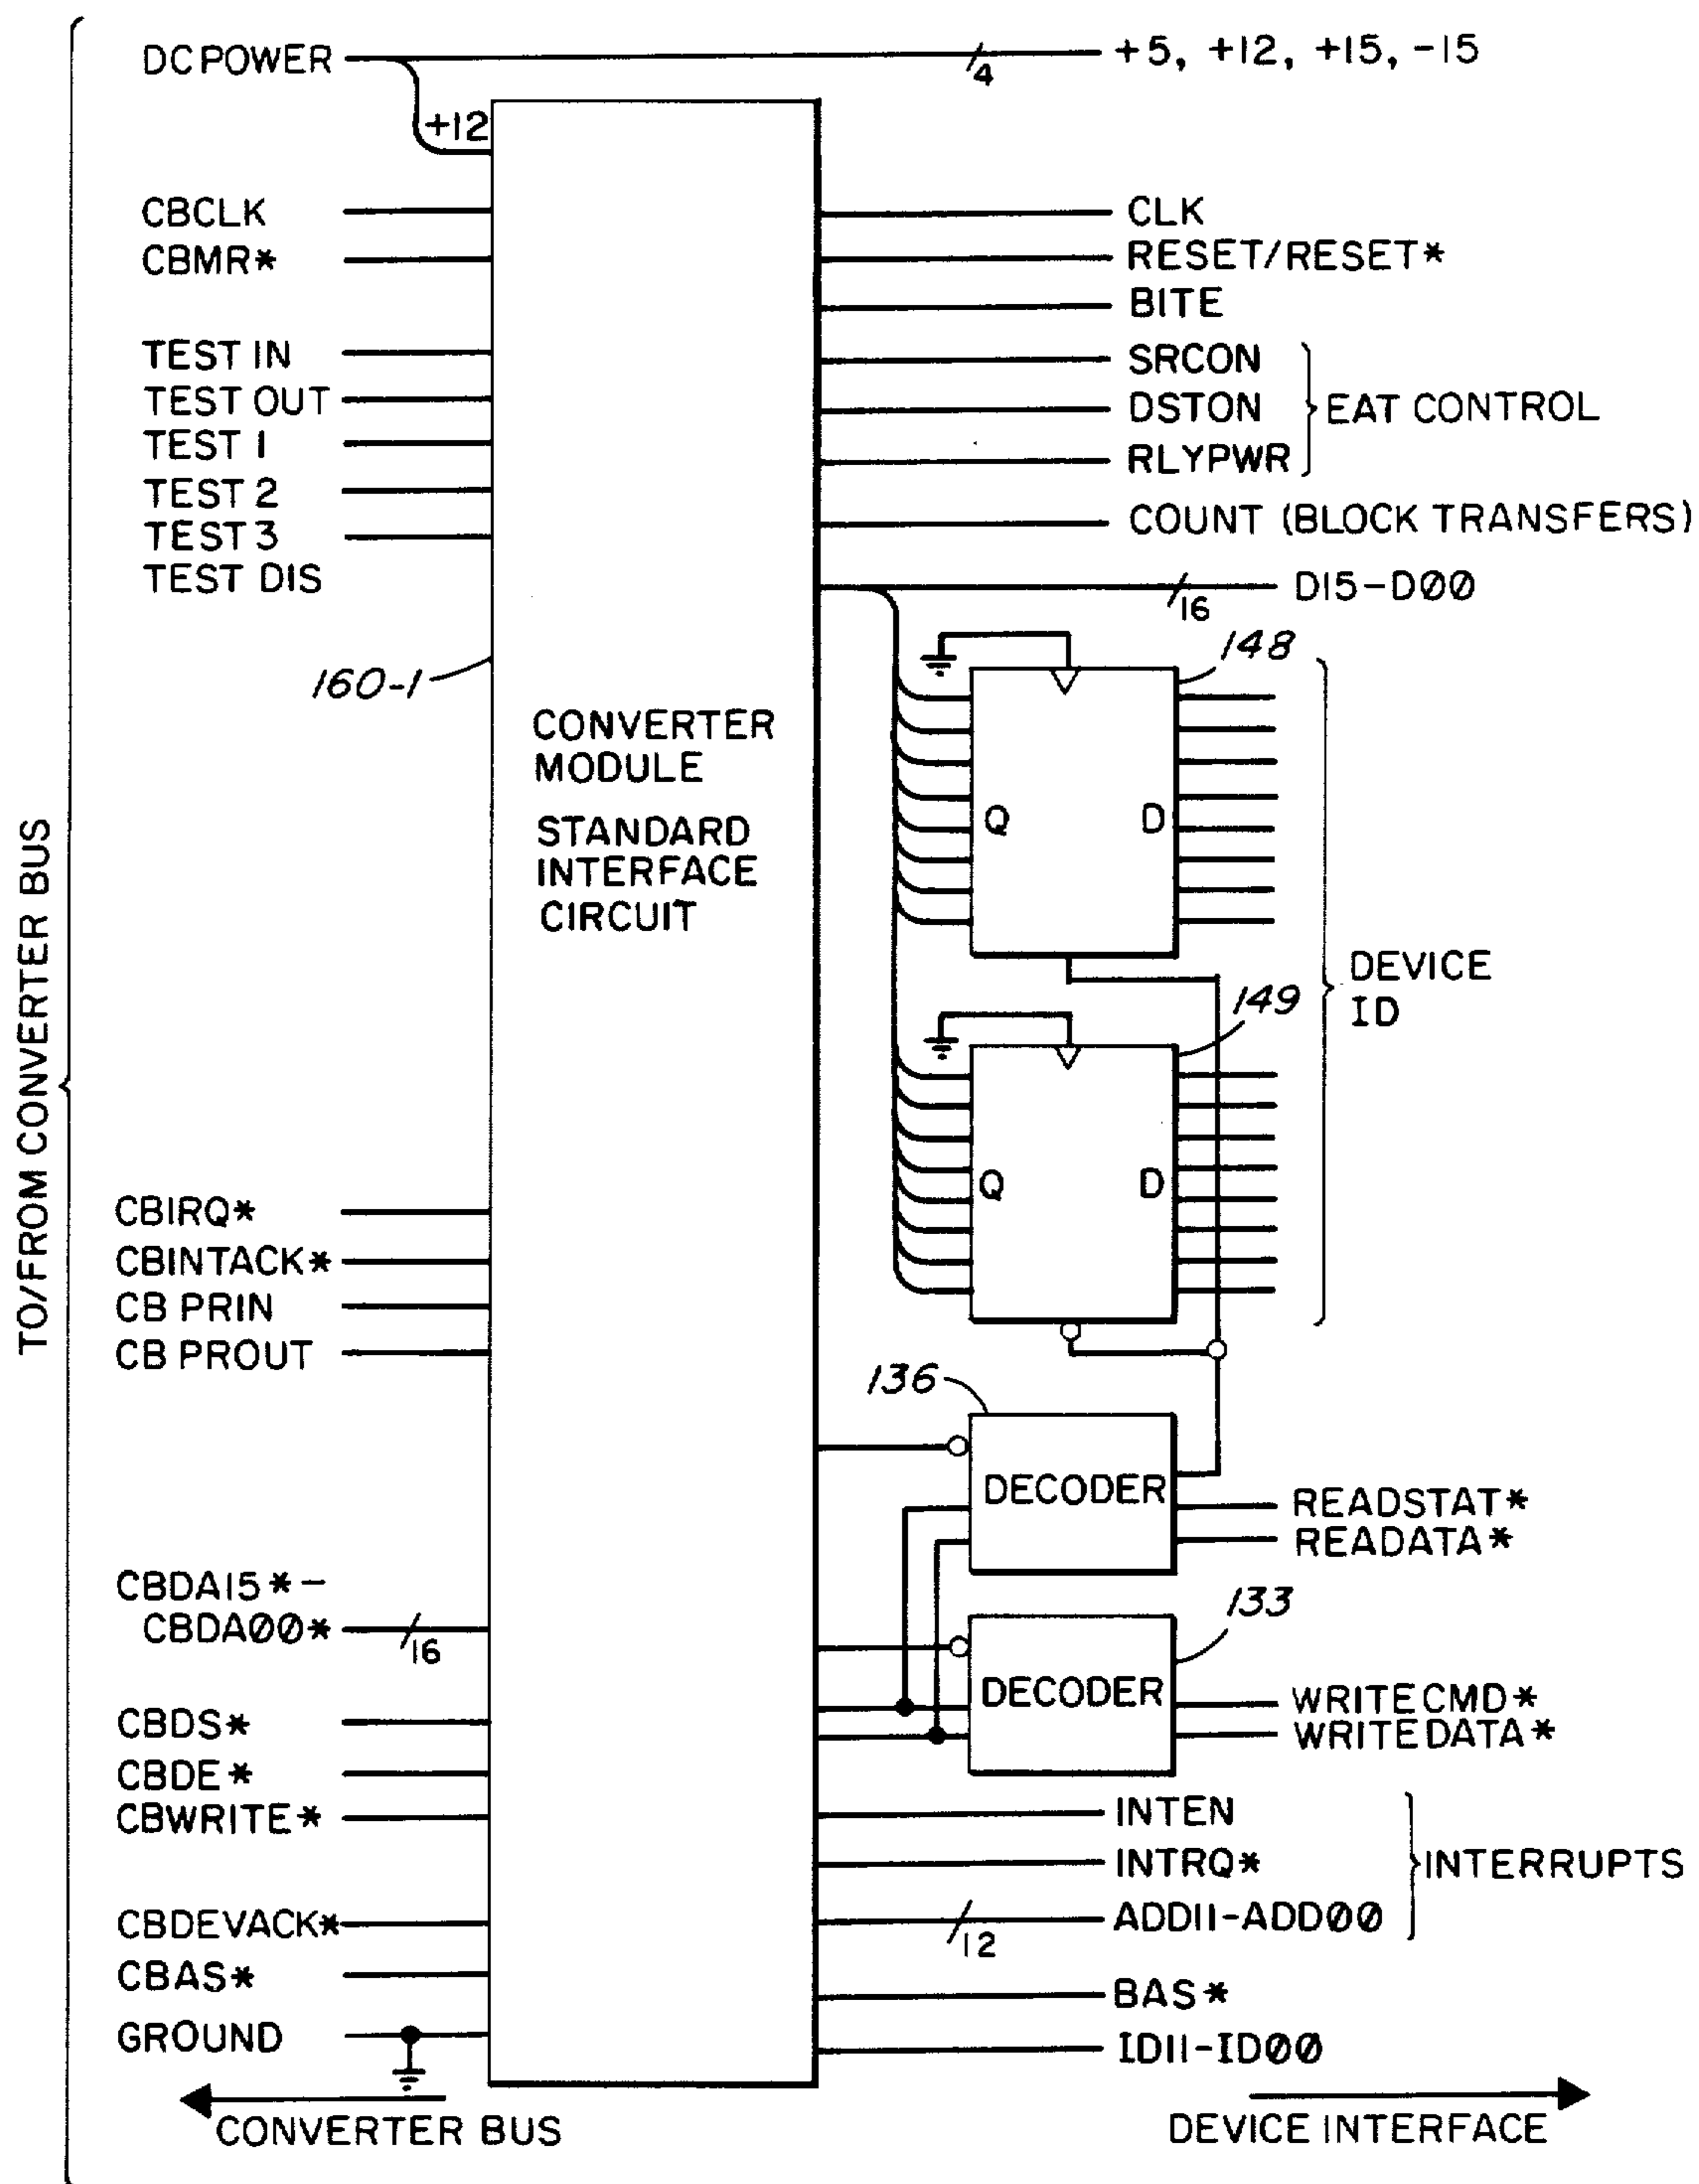 DC POWER
+12
CBCLK
CBMR*
TEST IN
TEST OUT
TEST 1
TEST 2
TEST 3
TEST DIS
160-1
TO/FROM CONVERTER BUS
CBIRQ*
CBINTACK*
CB PRIN
CB PROUT
CBDA15*-
CBDA00*
16
CBDS*
CBDE*
CBWRITE*
CBDEVACK*
CBAS*
GROUND
CONVERTER BUS
CONVERTER
MODULE
STANDARD
INTERFACE
CIRCUIT
4
+5, +12, +15, -15
CLK
RESET/RESET*
BITE
SRCON
DSTON
RLYPWR
EAT CONTROL
COUNT (BLOCK TRANSFERS)
16
D15-D00
148
Q D
149
Q D
DEVICE
ID
136
DECODER
READSTAT*
READATA*
133
DECODER
WRITECMD*
WRITEDATA*
INTEN
INTRQ*
12
ADD11-ADD00
INTERRUPTS
BAS*
ID11-ID00
DEVICE INTERFACE